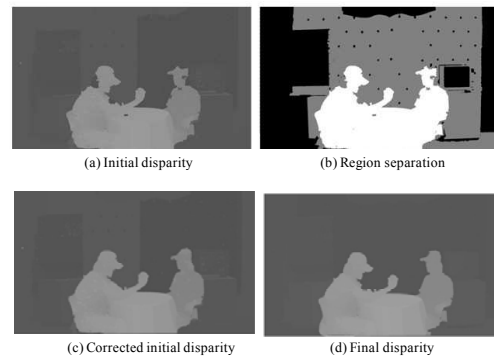 (a) Initial disparity
(b) Region separation
(c) Corrected initial disparity
(d) Final disparity